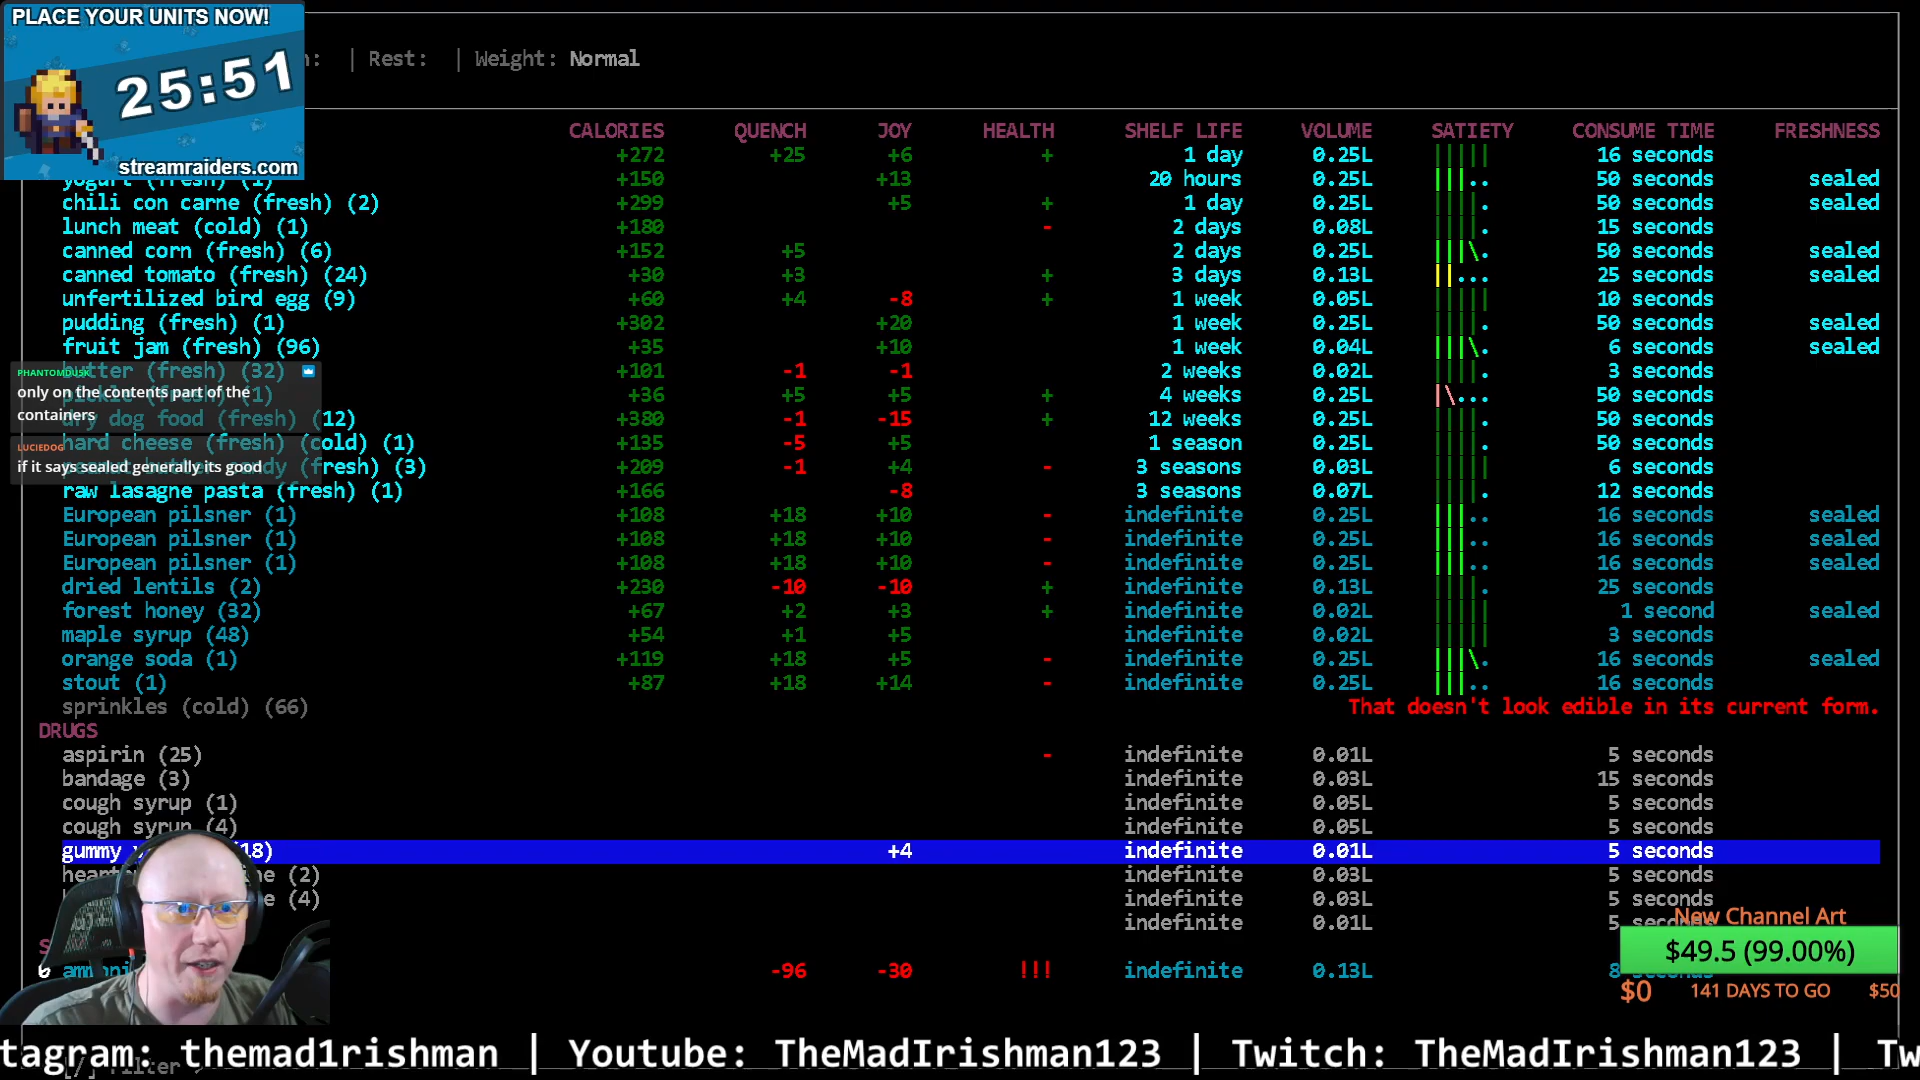 PLACE YOUR UNITS NOW!
25:51
streamraiders.com
| Rest: | Weight: Normal
CALORIES QUENCH JOY HEALTH SHELF LIFE VOLUME SATIETY CONSUME TIME FRESHNESS
+272 +25 +6 + 1 day 0.25L ||||| 16 seconds
yogurt (fresh) (1) +150 +13 20 hours 0.25L |||.. 50 seconds sealed
chili con carne (fresh) (2) +299 +5 + 1 day 0.25L ||||. 50 seconds sealed
lunch meat (cold) (1) +180 - 2 days 0.08L ||||. 15 seconds
canned corn (fresh) (6) +152 +5 2 days 0.25L |||\. 50 seconds sealed
canned tomato (fresh) (24) +30 +3 + 3 days 0.13L ||... 25 seconds sealed
unfertilized bird egg (9) +60 +4 -8 + 1 week 0.05L ||||| 10 seconds
pudding (fresh) (1) +302 +20 1 week 0.25L ||||. 50 seconds sealed
fruit jam (fresh) (96) +35 +10 1 week 0.04L |||\. 6 seconds sealed
butter (fresh) (32) +101 -1 -1 2 weeks 0.02L ||||. 3 seconds
pickle (fresh) (1) +36 +5 +5 + 4 weeks 0.25L |\... 50 seconds
dry dog food (fresh) (12) +380 -1 -15 + 12 weeks 0.25L ||||. 50 seconds
hard cheese (fresh) (cold) (1) +135 -5 +5 1 season 0.25L ||||. 50 seconds
(fresh) (3) +209 -1 +4 - 3 seasons 0.03L ||||| 6 seconds
raw lasagne pasta (fresh) (1) +166 -8 3 seasons 0.07L ||||. 12 seconds
European pilsner (1) +108 +18 +10 - indefinite 0.25L |||.. 16 seconds sealed
European pilsner (1) +108 +18 +10 - indefinite 0.25L |||.. 16 seconds sealed
European pilsner (1) +108 +18 +10 - indefinite 0.25L |||.. 16 seconds sealed
dried lentils (2) +230 -10 -10 + indefinite 0.13L ||||. 25 seconds
forest honey (32) +67 +2 +3 + indefinite 0.02L ||||| 1 second sealed
maple syrup (48) +54 +1 +5 indefinite 0.02L ||||| 3 seconds
orange soda (1) +119 +18 +5 - indefinite 0.25L |||\. 16 seconds sealed
stout (1) +87 +18 +14 - indefinite 0.25L |||.. 16 seconds
sprinkles (cold) (66) That doesn't look edible in its current form.
DRUGS
aspirin (25) - indefinite 0.01L 5 seconds
bandage (3) indefinite 0.03L 15 seconds
cough syrup (1) indefinite 0.05L 5 seconds
cough syrup (4) indefinite 0.05L 5 seconds
gummy (18) +4 indefinite 0.01L 5 seconds
(2) indefinite 0.03L 5 seconds
(4) indefinite 0.03L 5 seconds
indefinite 0.01L 5
-96 -30 !!! indefinite 0.13L 8
PHANTOMDUSK
only on the contents part of the
containers
LUCIEDOG
if it says sealed generally its good
New Channel Art
$49.5 (99.00%)
$0 141 DAYS TO GO $50
tagram: themad1rishman | Youtube: TheMadIrishman123 | Twitch: TheMadIrishman123 | Tw
[/] Filter